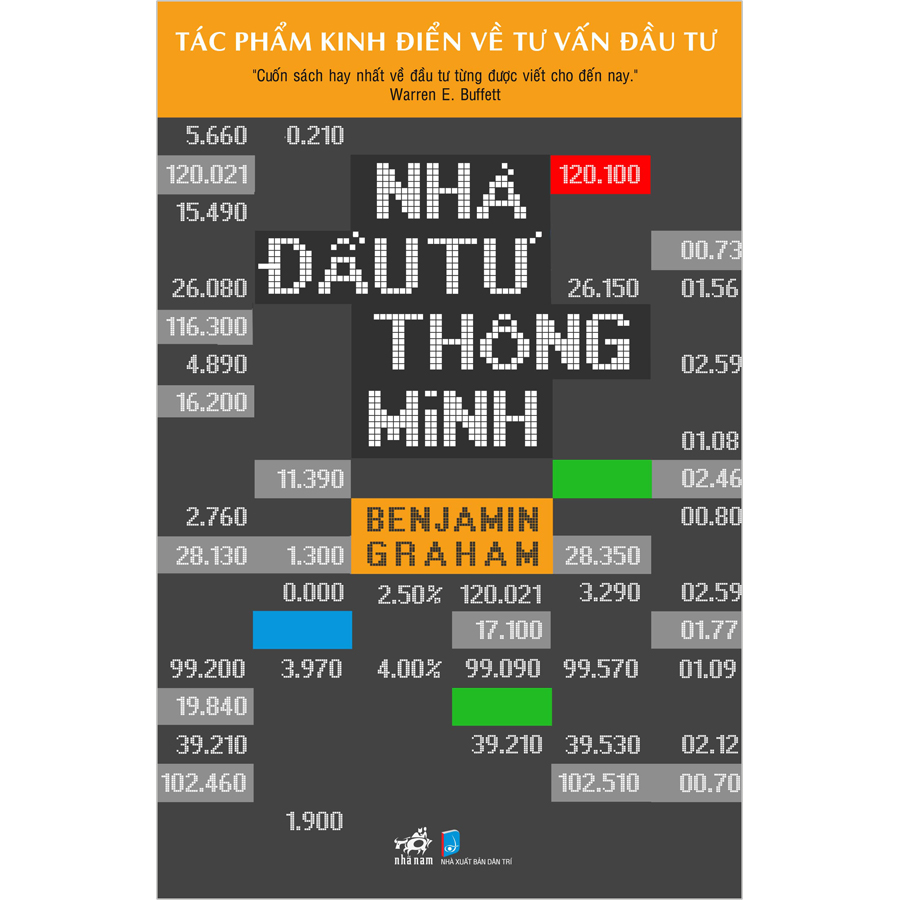 TÁC PHẨM KINH ĐIỂN VỀ TƯ VẤN ĐẦU TƯ
"Cuốn sách hay nhất về đầu tư từng được viết cho đến nay."
Warren E. Buffett
5.660 0.210
120.021 NHÀ 120.100
15.490
00.73
26.080 ĐẦU TƯ 26.150 01.56
116.300 THÔNG
4.890 02.59
16.200 MINH
01.08
11.390 02.46
2.760 BENJAMIN 00.80
28.130 1.300 GRAHAM 28.350
0.000 2.50% 120.021 3.290 02.59
17.100 01.77
99.200 3.970 4.00% 99.090 99.570 01.09
19.840
39.210 39.210 39.530 02.12
102.460 102.510 00.70
1.900
nhã nam NHÀ XUẤT BẢN DÂN TRÍ